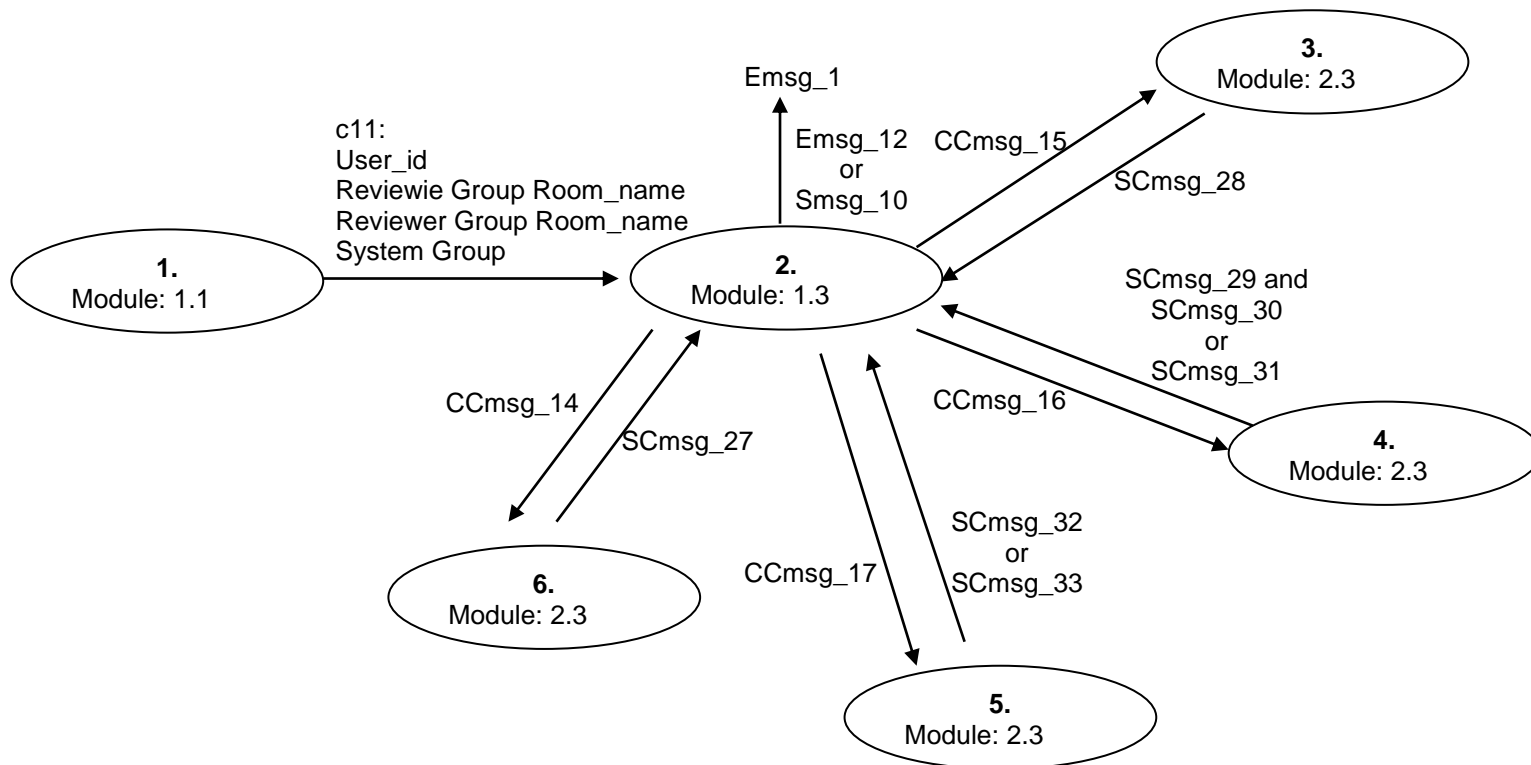 3.
Module: 2.3
Emsg_1
c11:
User_id
Reviewie Group Room_name
Reviewer Group Room_name
System Group
Emsg_12
or
Smsg_10
CCmsg_15
SCmsg_28
1.
Module: 1.1
2.
Module: 1.3
SCmsg_29 and
SCmsg_30
or
SCmsg_31
CCmsg_14
SCmsg_27
CCmsg_16
4.
Module: 2.3
SCmsg_32
or
SCmsg_33
CCmsg_17
6.
Module: 2.3
5.
Module: 2.3